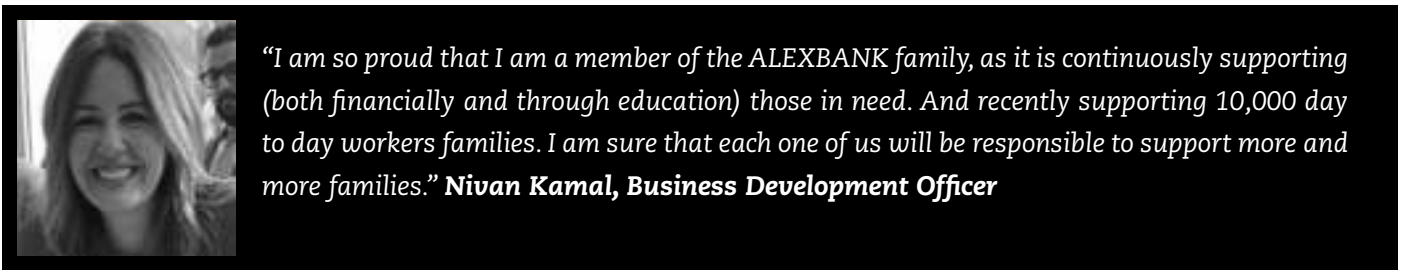 “I am so proud that I am a member of the ALEXBANK family, as it is continuously supporting
(both financially and through education) those in need. And recently supporting 10,000 day
to day workers families. I am sure that each one of us will be responsible to support more and
more families.” Nivan Kamal, Business Development Officer